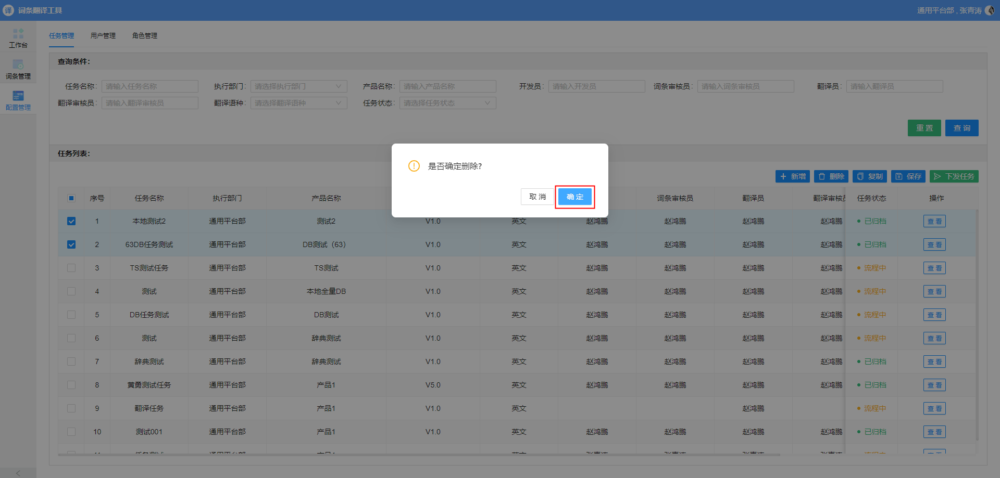 译 词条翻译工具 通用平台部 , 张青涛
工作台
词条管理
配置管理
任务管理 用户管理 角色管理
查询条件:
任务名称: 请输入任务名称 执行部门: 请选择执行部门 产品名称: 请输入产品名称 开发员: 请输入开发员 词条审核员: 请输入词条审核员 翻译员: 请输入翻译员
翻译审核员: 请输入翻译审核员 翻译语种: 请选择翻译语种 任务状态: 请选择任务状态
重置 查询
任务列表:
是否确定删除?
取消 确定
新增 删除 复制 保存 下发任务
序号 任务名称 执行部门 产品名称 词条审核员 翻译员 翻译审核员 任务状态 操作
1 本地测试2 通用平台部 测试2 V1.0 英文 赵鸿鹏 赵鸿鹏 赵鸿鹏 赵鸿鹏 已归档 查看
2 63DB任务测试 通用平台部 DB测试（63） V1.0 英文 赵鸿鹏 赵鸿鹏 赵鸿鹏 赵鸿鹏 已归档 查看
3 TS测试任务 通用平台部 TS测试 V1.0 英文 赵鸿鹏 赵鸿鹏 赵鸿鹏 赵鸿鹏 流程中 查看
4 测试 通用平台部 本地全量DB V1.0 英文 赵鸿鹏 赵鸿鹏 赵鸿鹏 赵鸿鹏 流程中 查看
5 DB任务测试 通用平台部 DB测试 V1.0 英文 赵鸿鹏 赵鸿鹏 赵鸿鹏 赵鸿鹏 流程中 查看
6 测试 通用平台部 辞典测试 V1.0 英文 赵鸿鹏 赵鸿鹏 赵鸿鹏 赵鸿鹏 流程中 查看
7 辞典测试 通用平台部 辞典测试 V1.0 英文 赵鸿鹏 赵鸿鹏 赵鸿鹏 赵鸿鹏 已归档 查看
8 黄勇测试任务 通用平台部 产品1 V5.0 英文 赵鸿鹏 赵鸿鹏 赵鸿鹏 赵鸿鹏 已归档 查看
9 翻译任务 通用平台部 产品1 V1.0 英文 赵鸿鹏 流程中 查看
10 测试001 通用平台部 产品1 V1.0 英文 赵鸿鹏 赵鸿鹏 赵鸿鹏 赵鸿鹏 已归档 查看